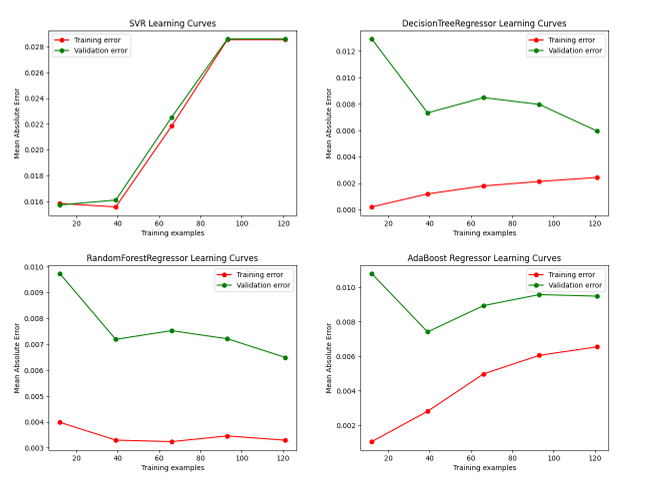 SVR Learning Curves
Training error
Validation error
Mean Absolute Error
0.028
0.026
0.024
0.022
0.020
0.018
0.016
20 40 60 80 100 120
Training examples
DecisionTreeRegressor Learning Curves
Training error
Validation error
Mean Absolute Error
0.012
0.010
0.008
0.006
0.004
0.002
0.000
20 40 60 80 100 120
Training examples
RandomForestRegressor Learning Curves
Training error
Validation error
Mean Absolute Error
0.010
0.009
0.008
0.007
0.006
0.005
0.004
0.003
20 40 60 80 100 120
Training examples
AdaBoost Regressor Learning Curves
Training error
Validation error
Mean Absolute Error
0.010
0.008
0.006
0.004
0.002
20 40 60 80 100 120
Training examples